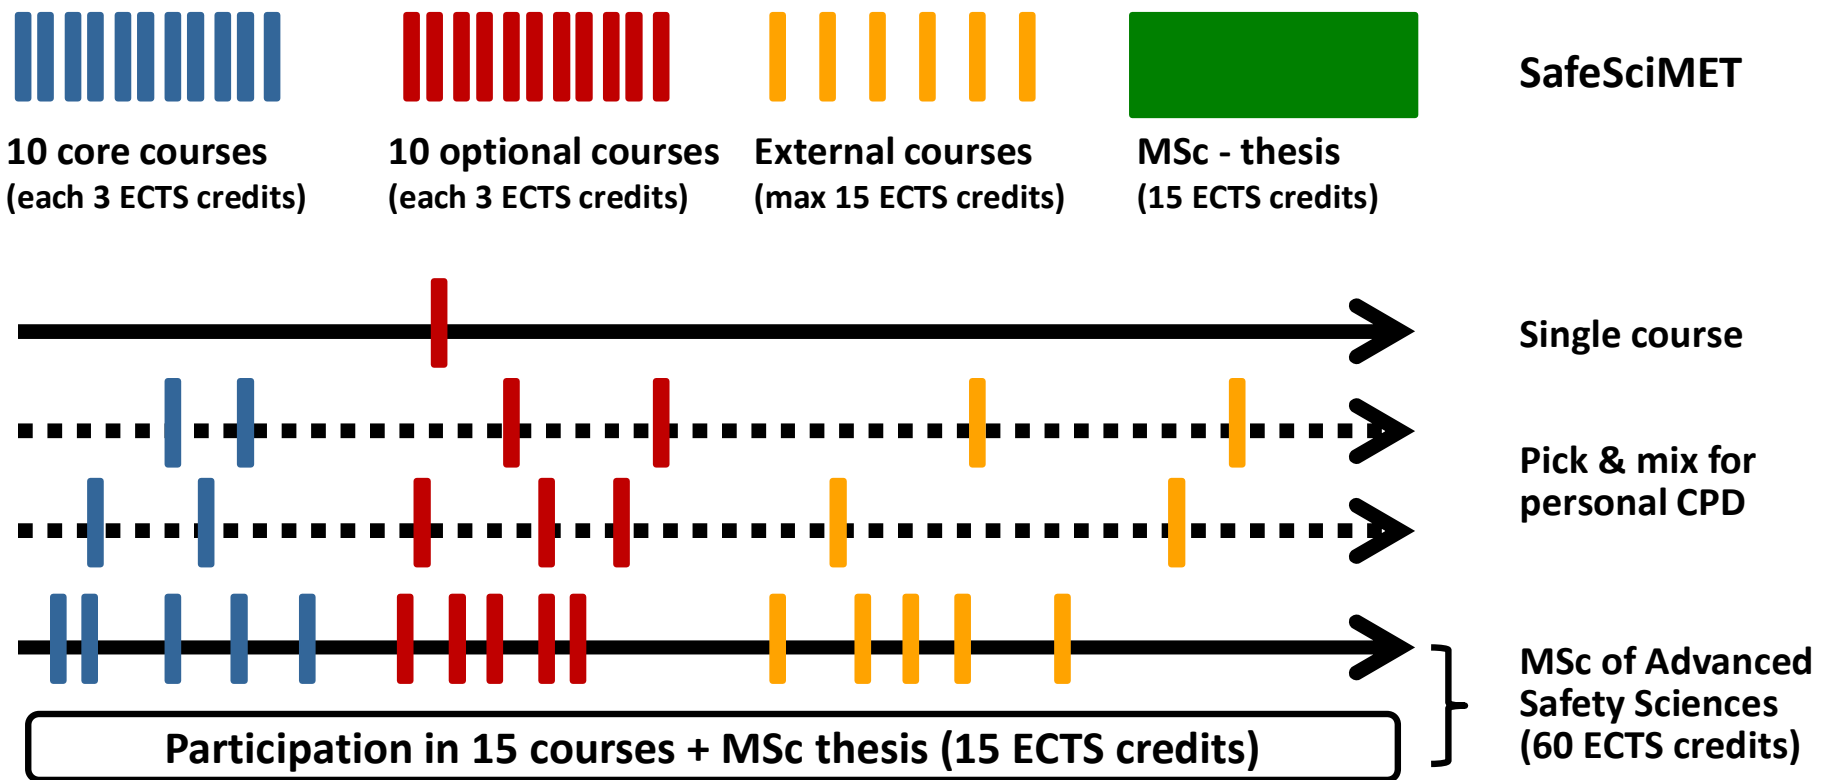 SafeSciMET
10 core courses
(each 3 ECTS credits)
10 optional courses
(each 3 ECTS credits)
External courses
(max 15 ECTS credits)
MSc - thesis
(15 ECTS credits)
Single course
Pick & mix for
personal CPD
MSc of Advanced
Safety Sciences
(60 ECTS credits)
Participation in 15 courses + MSc thesis (15 ECTS credits)